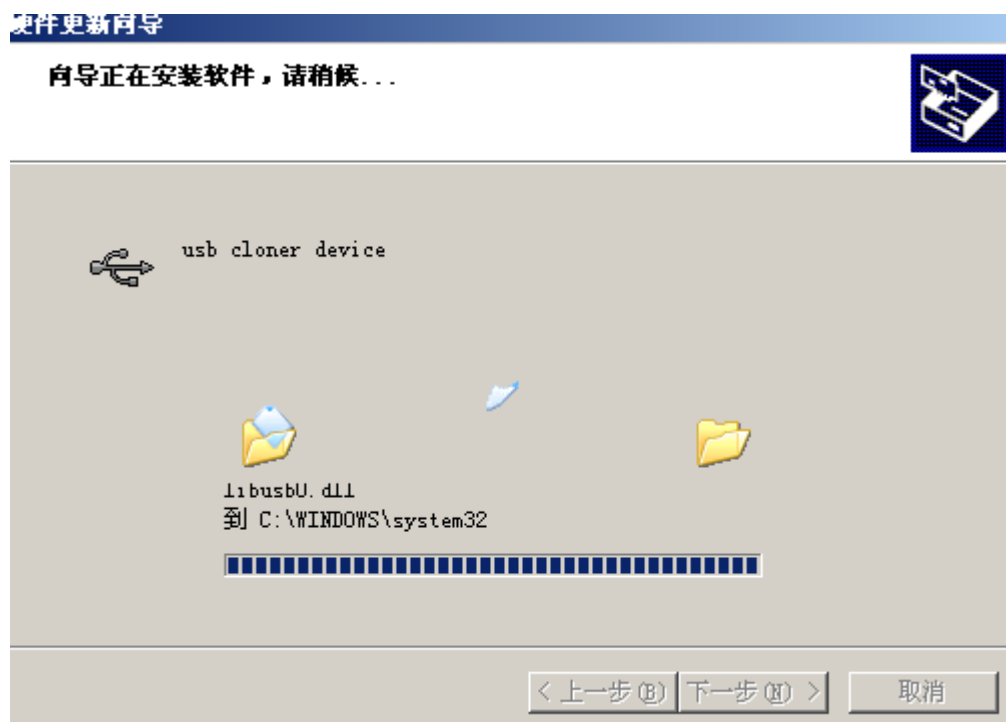 硬件更新向导
向导正在安装软件，请稍候...
usb cloner device
libusb0.dll
到 C:\WINDOWS\system32
< 上一步(B)
下一步(N) >
取消